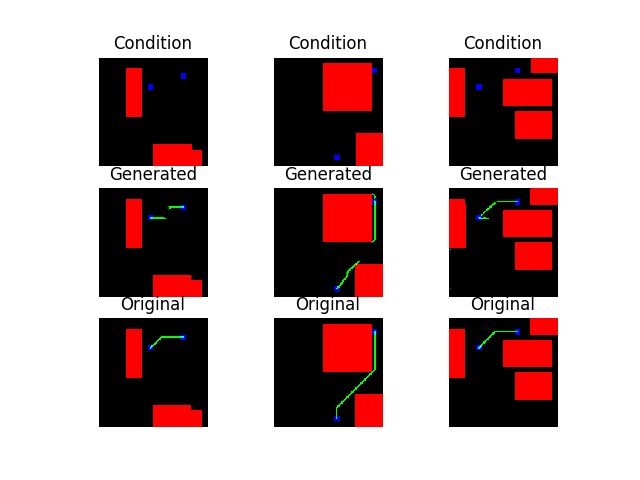 Condition Condition Condition
Generated Generated Generated
Original Original Original